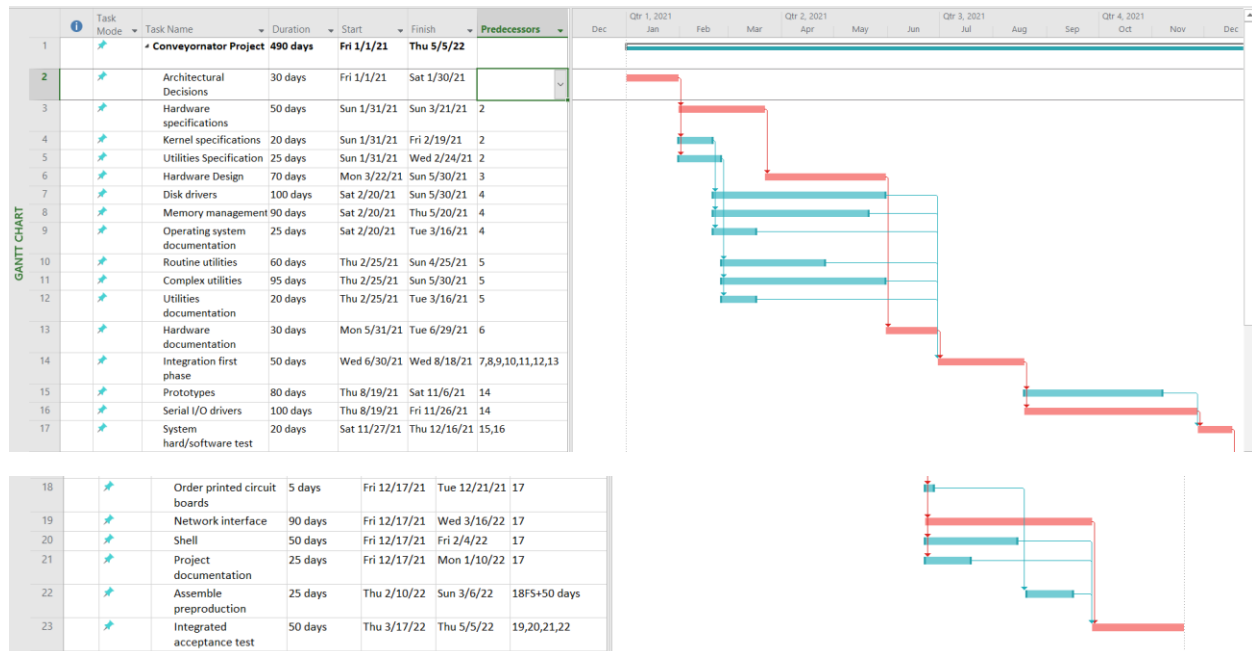 Task Mode Task Name Duration Start Finish Predecessors Dec Qtr 1, 2021 Jan Feb Mar Qtr 2, 2021 Apr May Jun Qtr 3, 2021 Jul Aug Sep Qtr 4, 2021 Oct Nov Dec
GANTT CHART
1 Conveyornator Project 490 days Fri 1/1/21 Thu 5/5/22
2 Architectural Decisions 30 days Fri 1/1/21 Sat 1/30/21
3 Hardware specifications 50 days Sun 1/31/21 Sun 3/21/21 2
4 Kernel specifications 20 days Sun 1/31/21 Fri 2/19/21 2
5 Utilities Specification 25 days Sun 1/31/21 Wed 2/24/21 2
6 Hardware Design 70 days Mon 3/22/21 Sun 5/30/21 3
7 Disk drivers 100 days Sat 2/20/21 Sun 5/30/21 4
8 Memory management 90 days Sat 2/20/21 Thu 5/20/21 4
9 Operating system documentation 25 days Sat 2/20/21 Tue 3/16/21 4
10 Routine utilities 60 days Thu 2/25/21 Sun 4/25/21 5
11 Complex utilities 95 days Thu 2/25/21 Sun 5/30/21 5
12 Utilities documentation 20 days Thu 2/25/21 Tue 3/16/21 5
13 Hardware documentation 30 days Mon 5/31/21 Tue 6/29/21 6
14 Integration first phase 50 days Wed 6/30/21 Wed 8/18/21 7,8,9,10,11,12,13
15 Prototypes 80 days Thu 8/19/21 Sat 11/6/21 14
16 Serial I/O drivers 100 days Thu 8/19/21 Fri 11/26/21 14
17 System hard/software test 20 days Sat 11/27/21 Thu 12/16/21 15,16
18 Order printed circuit boards 5 days Fri 12/17/21 Tue 12/21/21 17
19 Network interface 90 days Fri 12/17/21 Wed 3/16/22 17
20 Shell 50 days Fri 12/17/21 Fri 2/4/22 17
21 Project documentation 25 days Fri 12/17/21 Mon 1/10/22 17
22 Assemble preproduction 25 days Thu 2/10/22 Sun 3/6/22 18FS+50 days
23 Integrated acceptance test 50 days Thu 3/17/22 Thu 5/5/22 19,20,21,22